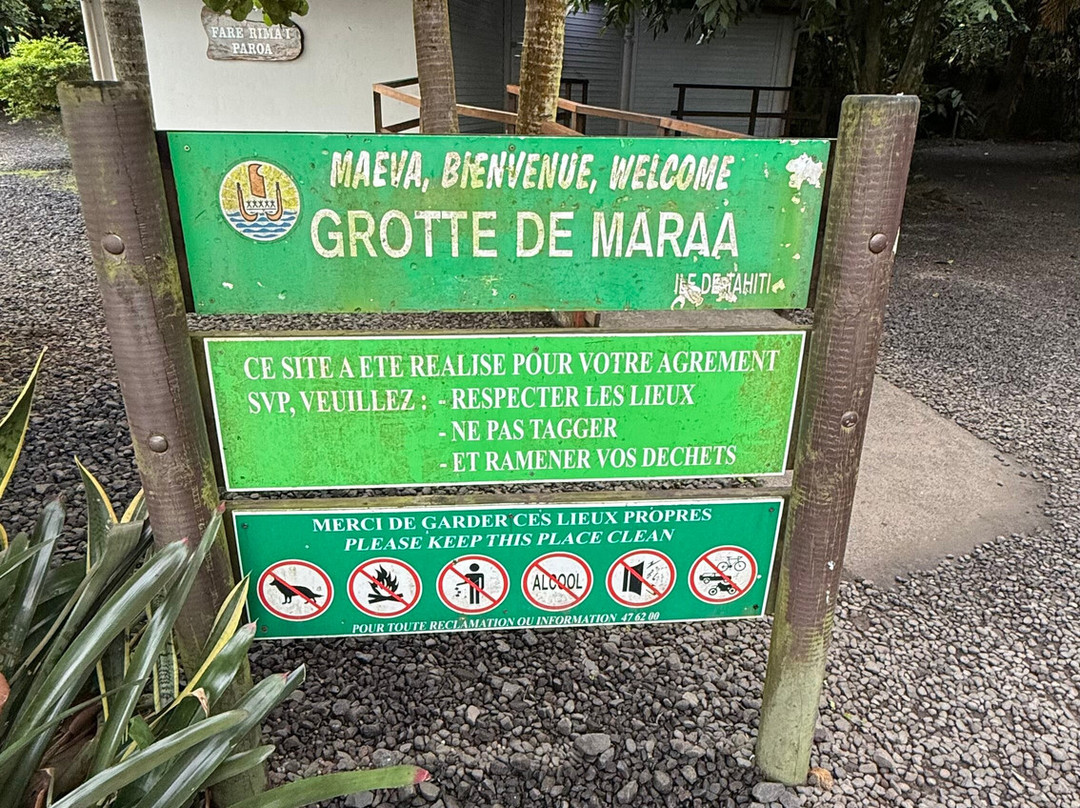 FARE RIMA'I
PAROA
MAEVA, BIENVENUE, WELCOME
GROTTE DE MARAA
ILE DE TAHITI
CE SITE A ETE REALISE POUR VOTRE AGREMENT
SVP, VEUILLEZ : - RESPECTER LES LIEUX
- NE PAS TAGGER
- ET RAMENER VOS DECHETS
MERCI DE GARDER CES LIEUX PROPRES
PLEASE KEEP THIS PLACE CLEAN
ALCOOL
POUR TOUTE RECLAMATION OU INFORMATION 47 62 00